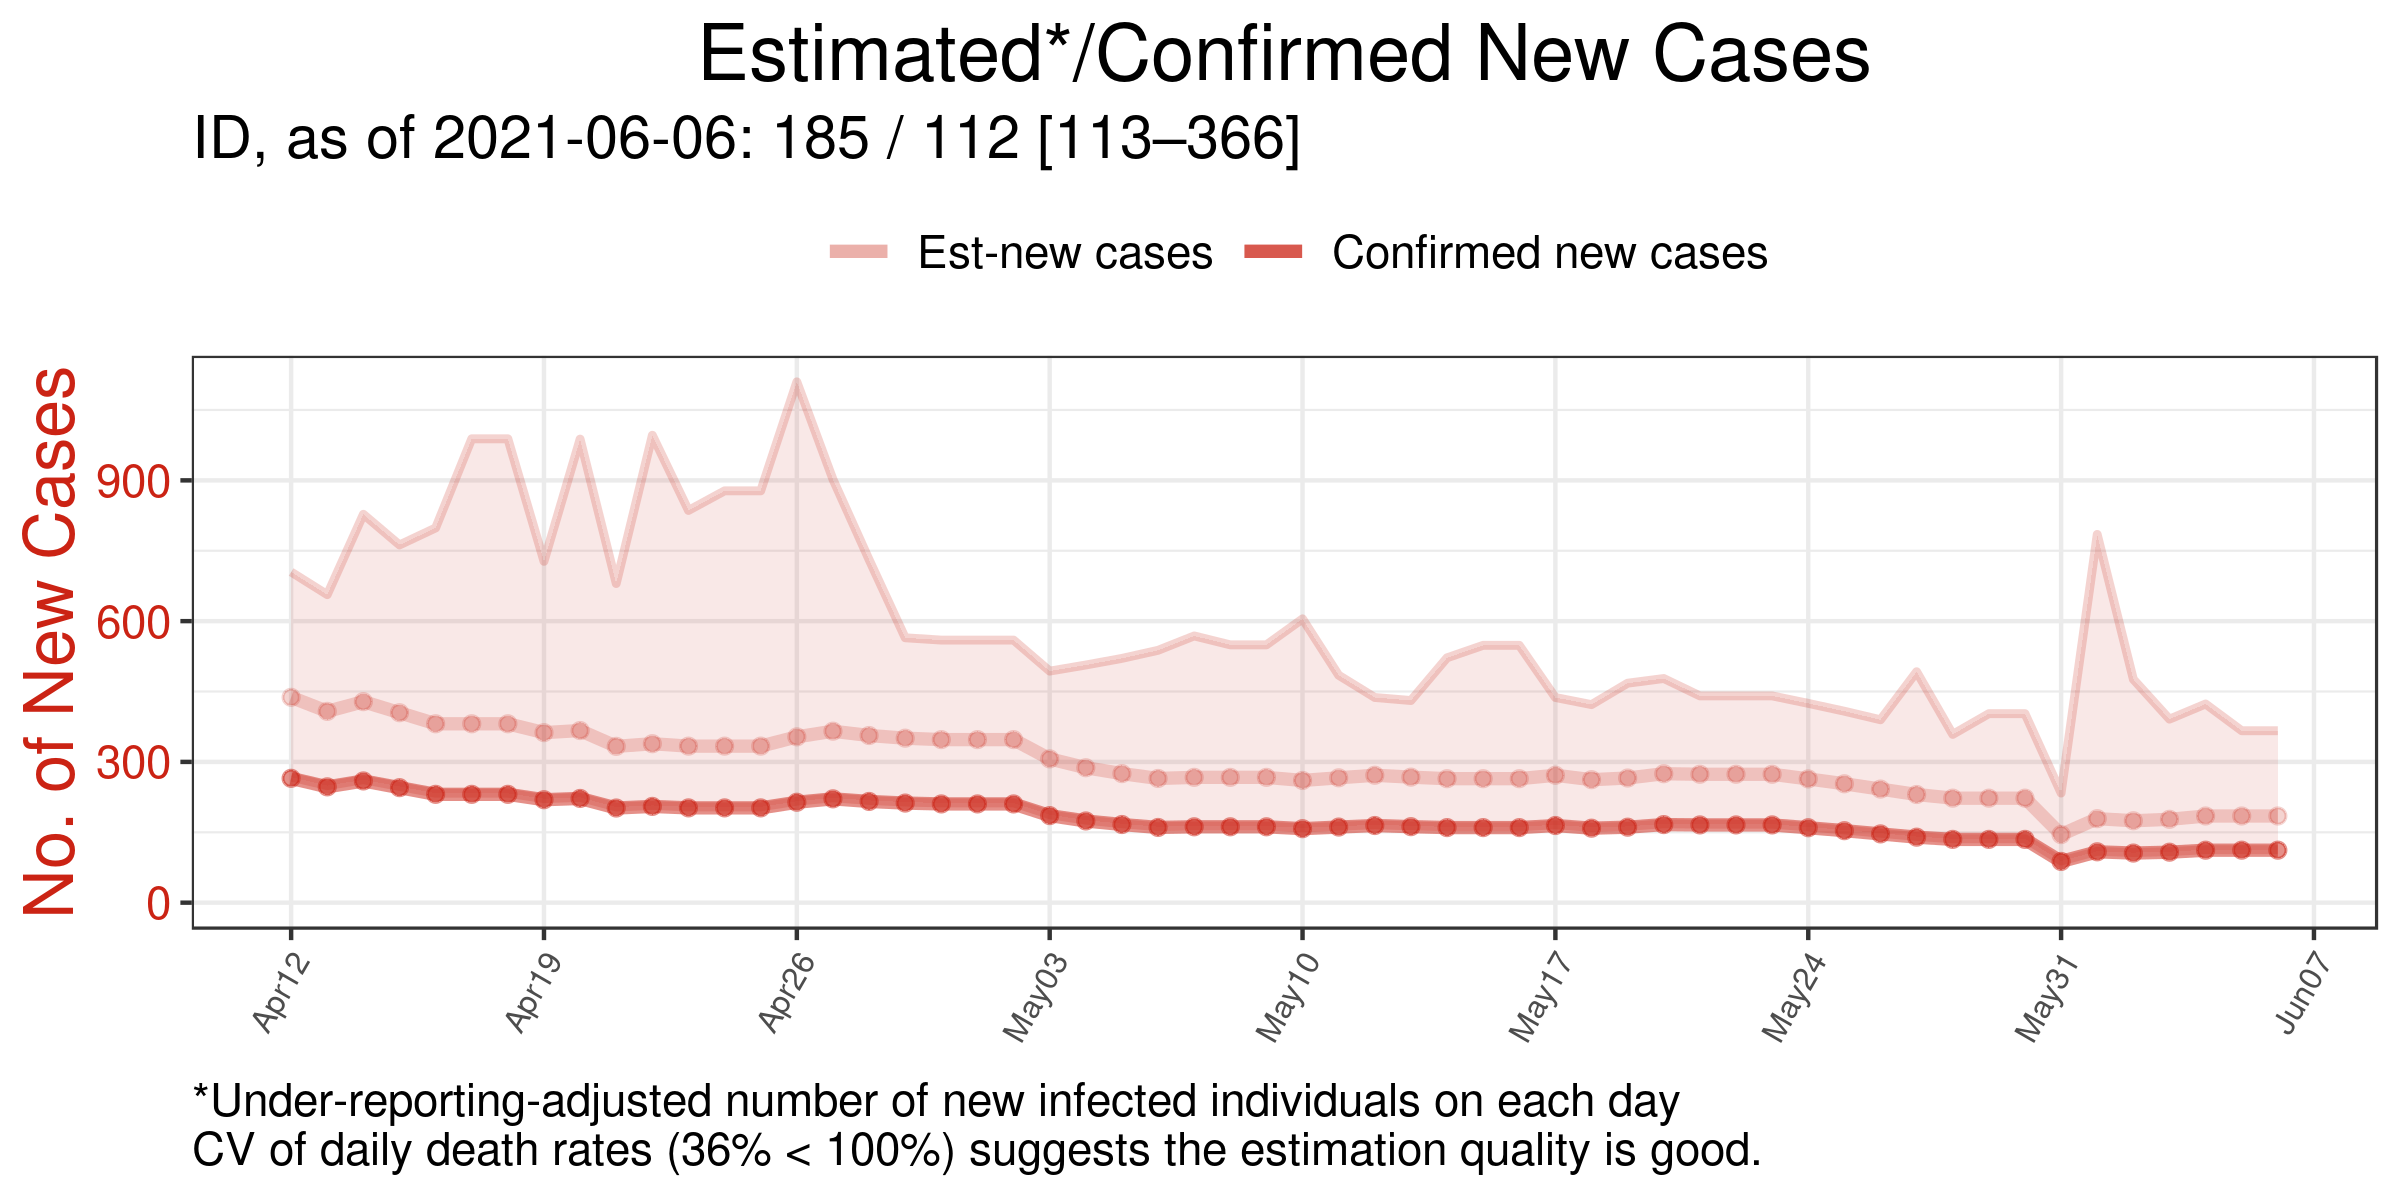 Estimated*/Confirmed New Cases
ID, as of 2021-06-06: 185 / 112 [113–366]
Est-new cases Confirmed new cases
No. of New Cases
900
600
300
0
Apr12 Apr19 Apr26 May03 May10 May17 May24 May31 Jun07
*Under-reporting-adjusted number of new infected individuals on each day
CV of daily death rates (36% < 100%) suggests the estimation quality is good.